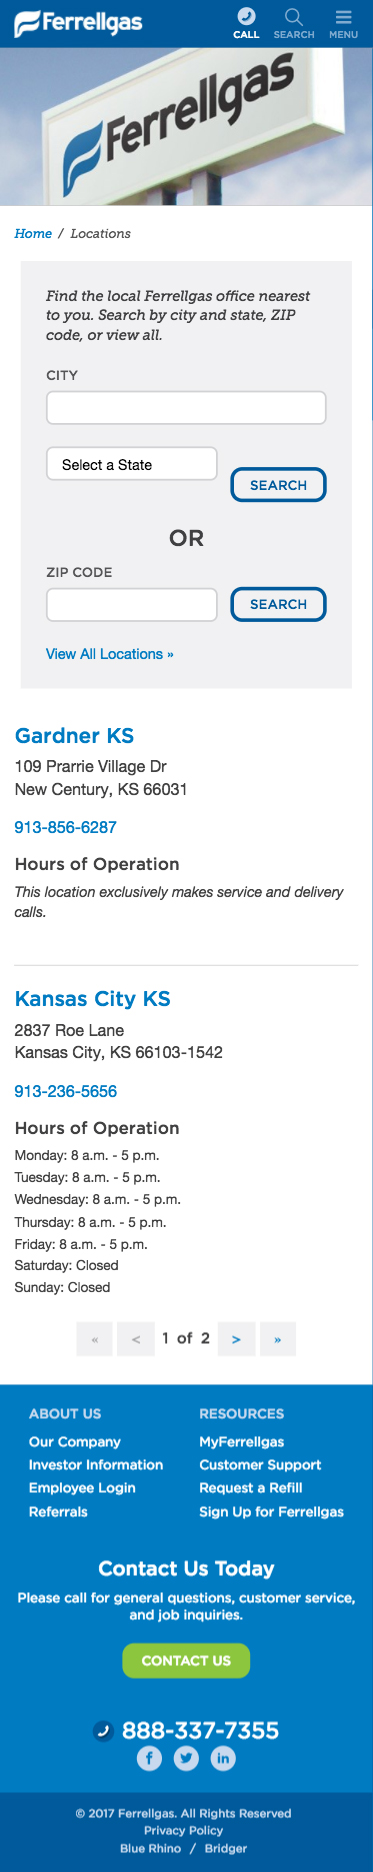 Ferrellgas
CALL SEARCH MENU
Ferrellgas
Home / Locations
Find the local Ferrellgas office nearest
to you. Search by city and state, ZIP
code, or view all.
CITY
Select a State
SEARCH
OR
ZIP CODE
SEARCH
View All Locations »
Gardner KS
109 Prarrie Village Dr
New Century, KS 66031
913-856-6287
Hours of Operation
This location exclusively makes service and delivery
calls.
Kansas City KS
2837 Roe Lane
Kansas City, KS 66103-1542
913-236-5656
Hours of Operation
Monday: 8 a.m. - 5 p.m.
Tuesday: 8 a.m. - 5 p.m.
Wednesday: 8 a.m. - 5 p.m.
Thursday: 8 a.m. - 5 p.m.
Friday: 8 a.m. - 5 p.m.
Saturday: Closed
Sunday: Closed
« < 1 of 2 > »
ABOUT US
Our Company
Investor Information
Employee Login
Referrals
RESOURCES
MyFerrellgas
Customer Support
Request a Refill
Sign Up for Ferrellgas
Contact Us Today
Please call for general questions, customer service,
and job inquiries.
CONTACT US
888-337-7355
f in
© 2017 Ferrellgas. All Rights Reserved
Privacy Policy
Blue Rhino / Bridger